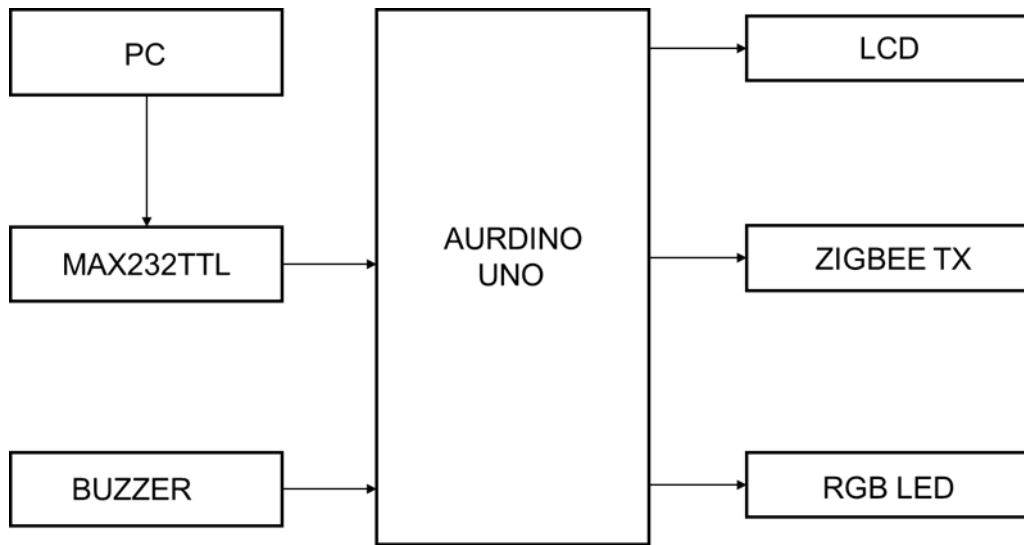 PC
LCD
MAX232TTL
AURDINO
UNO
ZIGBEE TX
BUZZER
RGB LED